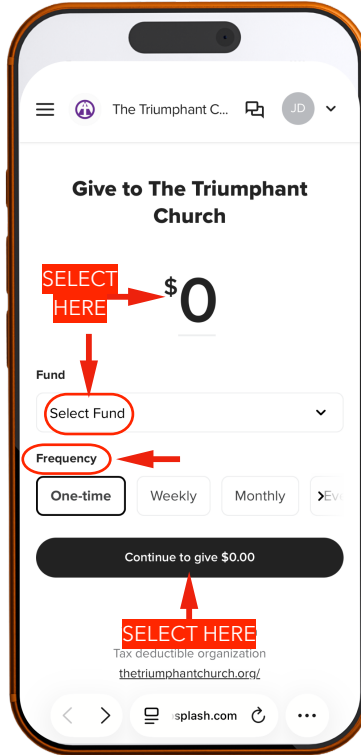 The Triumphant C...
JD
Give to The Triumphant
Church
SELECT
HERE
$0
Fund
Select Fund
Frequency
One-time
Weekly
Monthly
Eve
Continue to give $0.00
SELECT HERE
Tax deductible organization
thetriumphantchurch.org/
splash.com